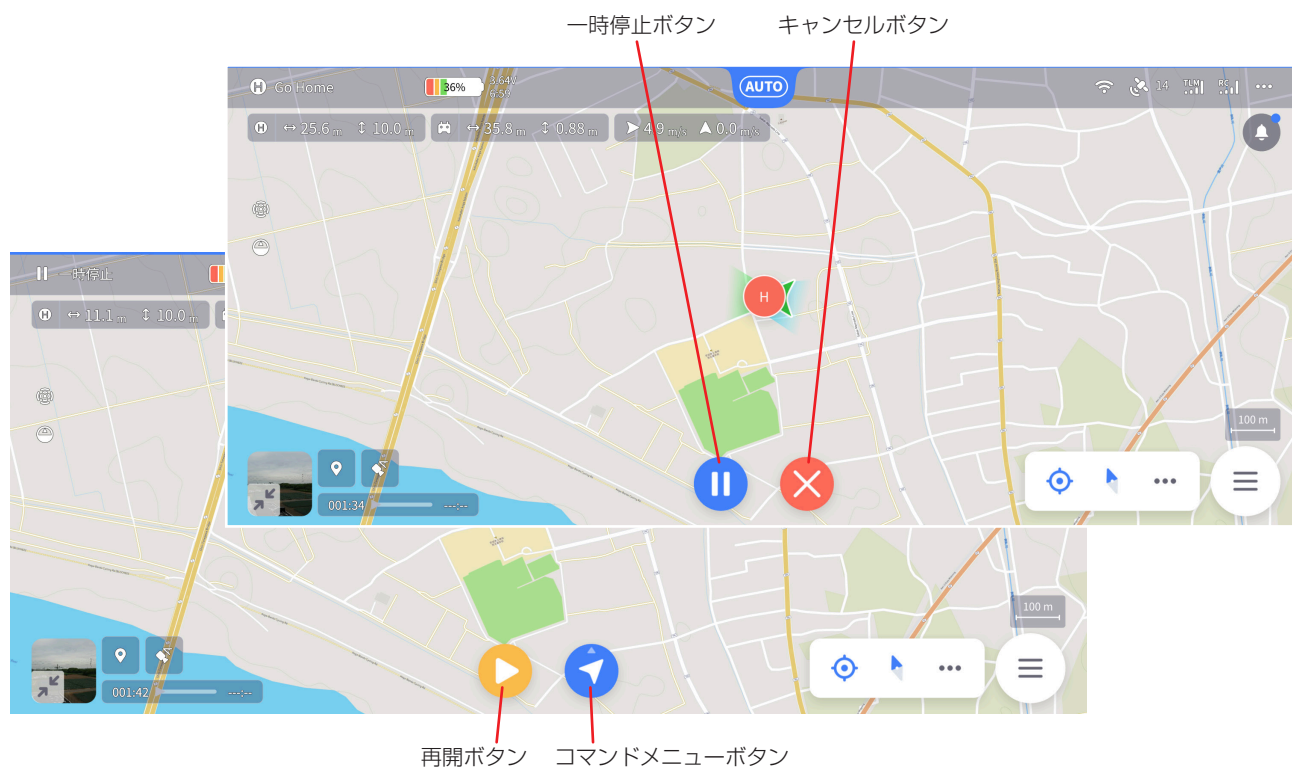 一時停止ボタン
キャンセルボタン
Go Home
36%
3.64V
6:59
AUTO
14
TLM
RC
H ↔ 25.6 m ↕ 10.0 m
↔ 35.8 m ↕ 0.88 m
4.9 m/s
0.0 m/s
H
100 m
001:34
---:--
一時停止
H ↔ 11.1 m ↕ 10.0 m
100 m
001:42
---:--
再開ボタン
コマンドメニューボタン